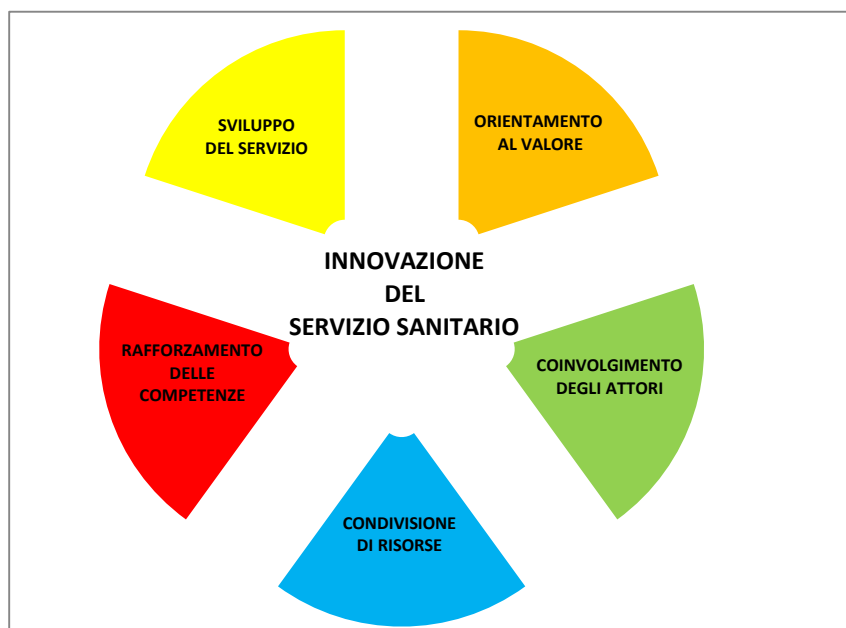 SVILUPPO
DEL SERVIZIO
ORIENTAMENTO
AL VALORE
INNOVAZIONE
DEL
SERVIZIO SANITARIO
RAFFORZAMENTO
DELLE
COMPETENZE
COINVOLGIMENTO
DEGLI ATTORI
CONDIVISIONE
DI RISORSE